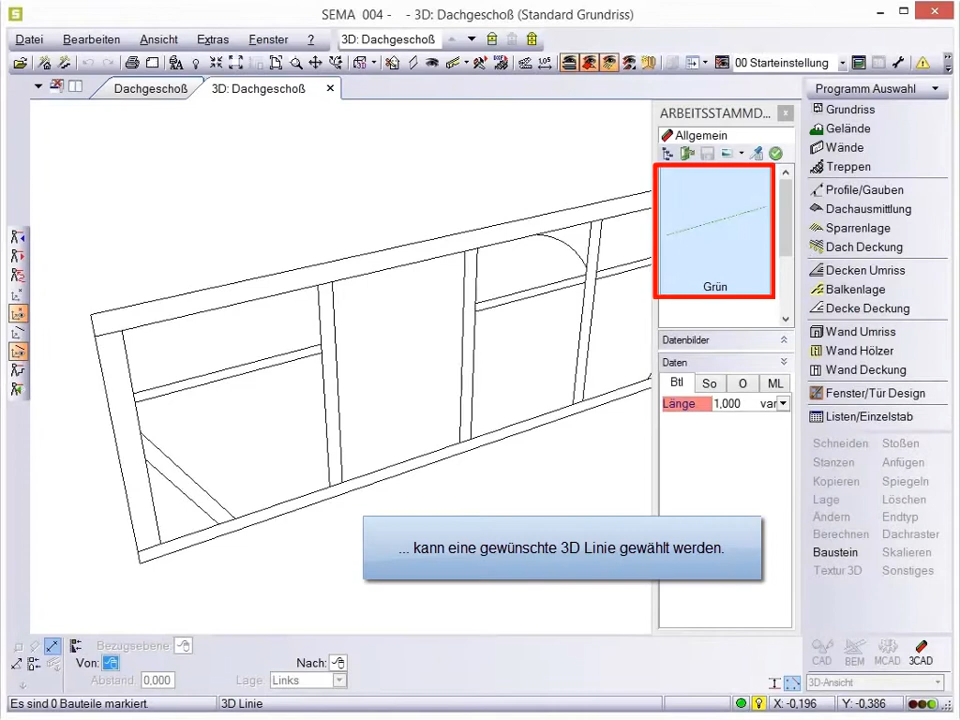 SEMA 004 - - 3D: Dachgeschoß (Standard Grundriss)
Datei Bearbeiten Ansicht Extras Fenster ? 3D: Dachgeschoß
00 Starteinstellung
Dachgeschoß 3D: Dachgeschoß
ARBEITSSTAMMD...
Allgemein
Grün
Datenbilder
Daten
Btl So O ML
Länge 1,000 var
Programm Auswahl
Grundriss
Gelände
Wände
Treppen
Profile/Gauben
Dachausmittlung
Sparrenlage
Dach Deckung
Decken Umriss
Balkenlage
Decke Deckung
Wand Umriss
Wand Hölzer
Wand Deckung
Fenster/Tür Design
Listen/Einzelstab
Schneiden Stoßen
Stanzen Anfügen
Kopieren Spiegeln
Lage Löschen
Ändern Endtyp
Berechnen Dachraster
Baustein Skalieren
Textur 3D Sonstiges
CAD BEM MCAD 3CAD
3D-Ansicht
... kann eine gewünschte 3D Linie gewählt werden.
Bezugsebene:
Von: Nach:
Abstand: 0,000 Lage: Links
Es sind 0 Bauteile markiert. 3D Linie X: -0,196 Y: -0,386